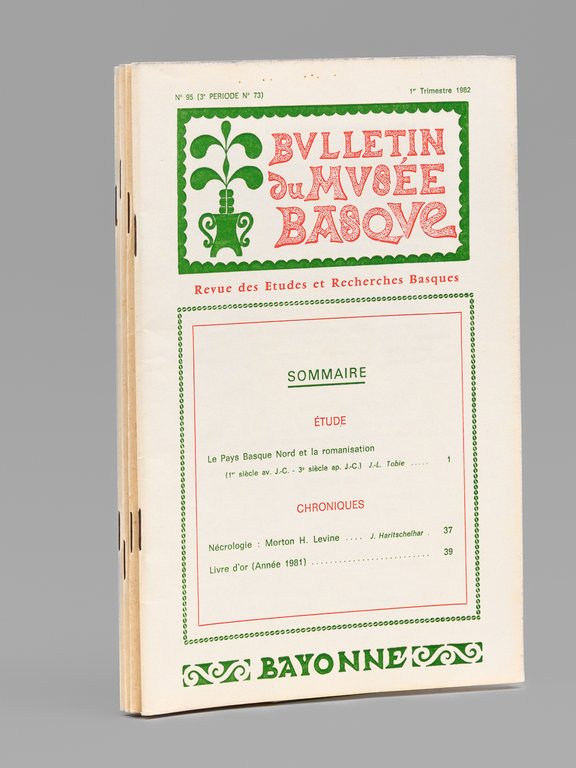 N° 95 (3e PERIODE N° 73) 1er Trimestre 1982
BVLLETIN
du MVSÉE
BASQVE
Revue des Etudes et Recherches Basques
SOMMAIRE
ÉTUDE
Le Pays Basque Nord et la romanisation
(1er siècle av. J.-C. - 3e siècle ap. J.-C.) J.-L. Tobie ..... 1
CHRONIQUES
Nécrologie : Morton H. Levine .... J. Haritschelhar . 37
Livre d'or (Année 1981) ........................ 39
BAYONNE